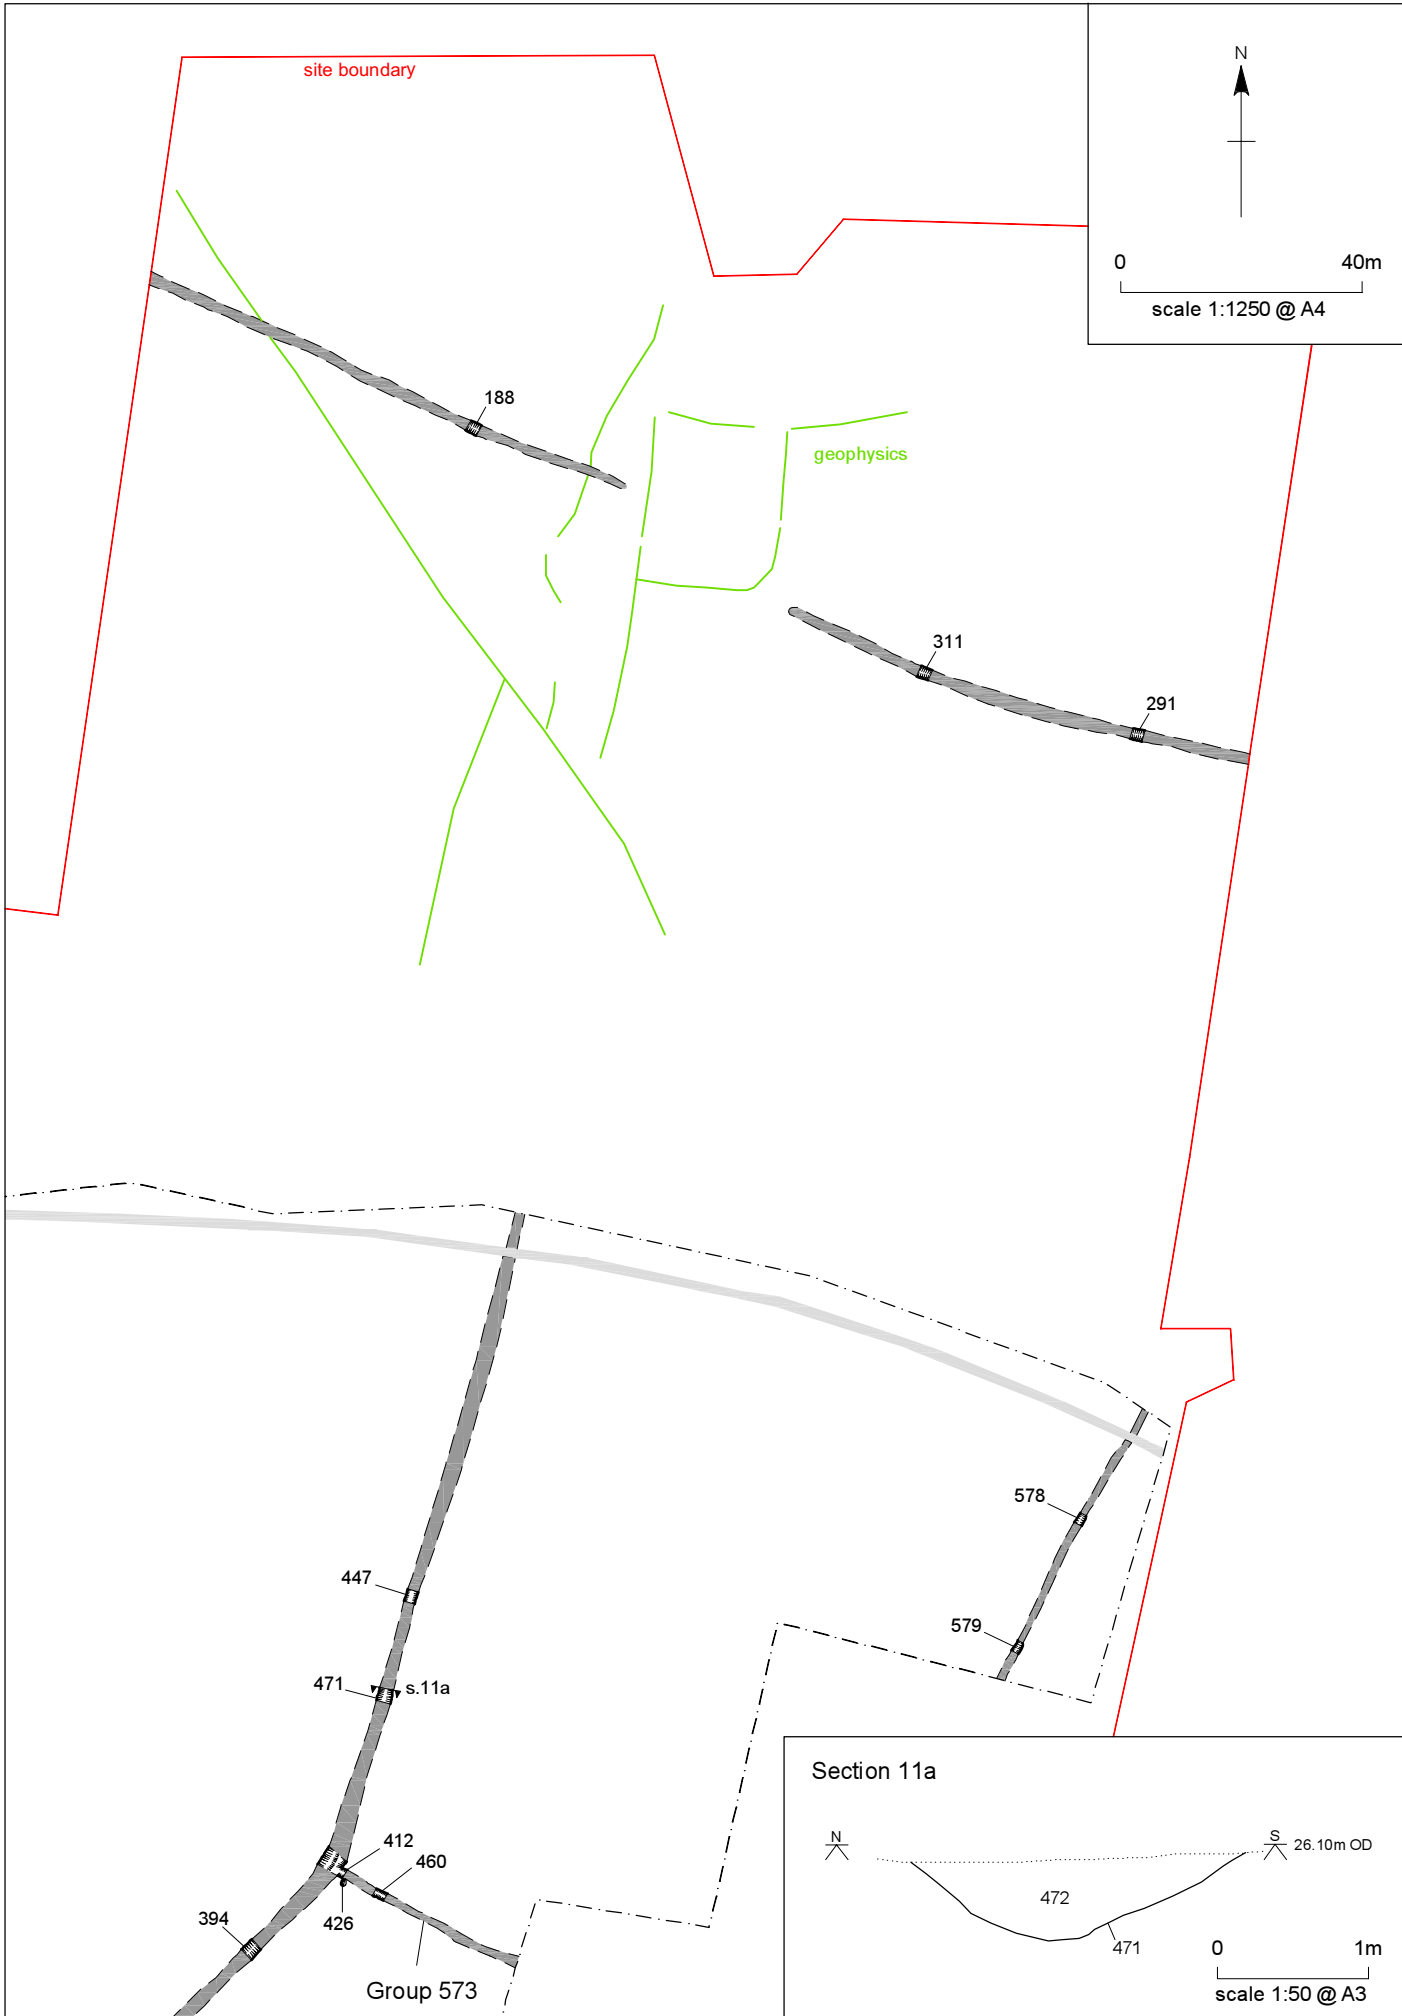 site boundary
N
0 40m
scale 1:1250 @ A4
188
geophysics
311
291
578
447
579
471
s.11a
412
460
394
426
Group 573
Section 11a
N
S
26.10m OD
472
471
0 1m
scale 1:50 @ A3